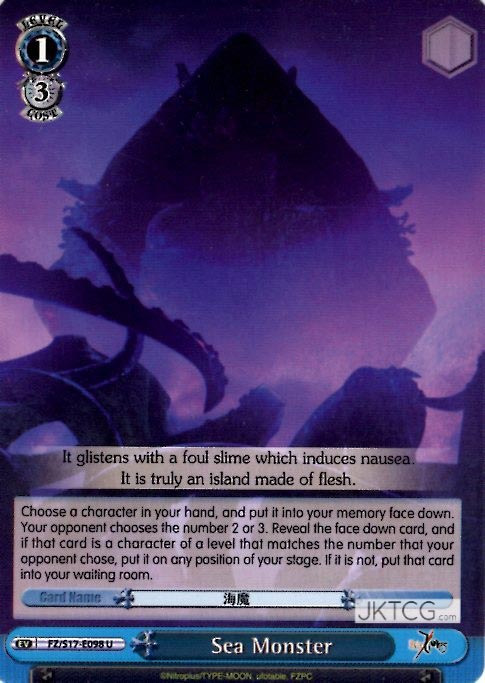 LEVEL
1
3
COST
It glistens with a foul slime which induces nausea.
It is truly an island made of flesh.
Choose a character in your hand, and put it into your memory face down.
Your opponent chooses the number 2 or 3. Reveal the face down card, and
if that card is a character of a level that matches the number that your
opponent chose, put it on any position of your stage. If it is not, put that card
into your waiting room.
Card Name 海魔
JKTCG.com
EV FZ/S17-E098 U Sea Monster
©Nitroplus/TYPE-MOON, ufotable, FZPC